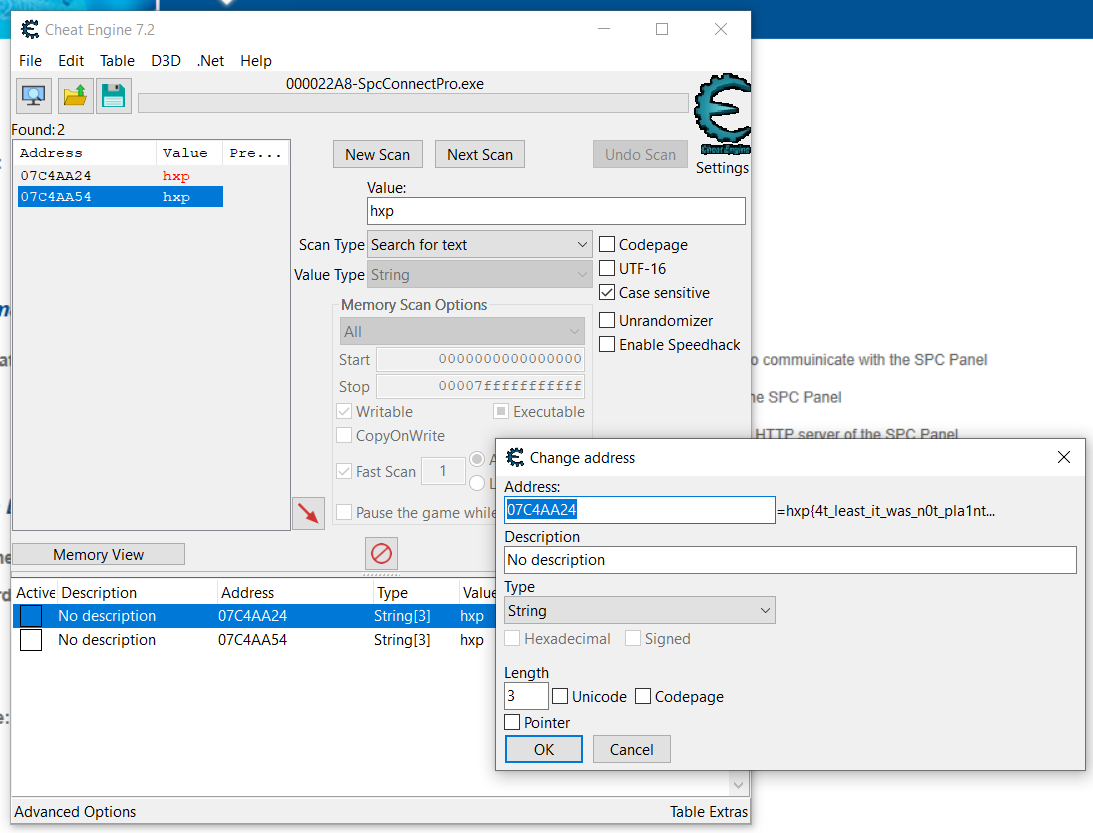 Cheat Engine 7.2
File Edit Table D3D .Net Help
000022A8-SpcConnectPro.exe
Found:2
Address Value Pre...
07C4AA24 hxp
07C4AA54 hxp
New Scan Next Scan Undo Scan
Cheat Engine
Settings
Value:
hxp
Scan Type Search for text
Value Type String
Codepage
UTF-16
Case sensitive
Unrandomizer
Enable Speedhack
Memory Scan Options
All
Start 0000000000000000
Stop 00007fffffffffff
Writable Executable
CopyOnWrite
Fast Scan 1
Pause the game while
Memory View
Active Description Address Type Value
No description 07C4AA24 String[3] hxp
No description 07C4AA54 String[3] hxp
Advanced Options Table Extras
commuinicate with the SPC Panel
SPC Panel
HTTP server of the SPC Panel
Change address
Address:
07C4AA24 =hxp{4t_least_it_was_n0t_pla1nt...
Description
No description
Type
String
Hexadecimal Signed
Length
3 Unicode Codepage
Pointer
OK Cancel